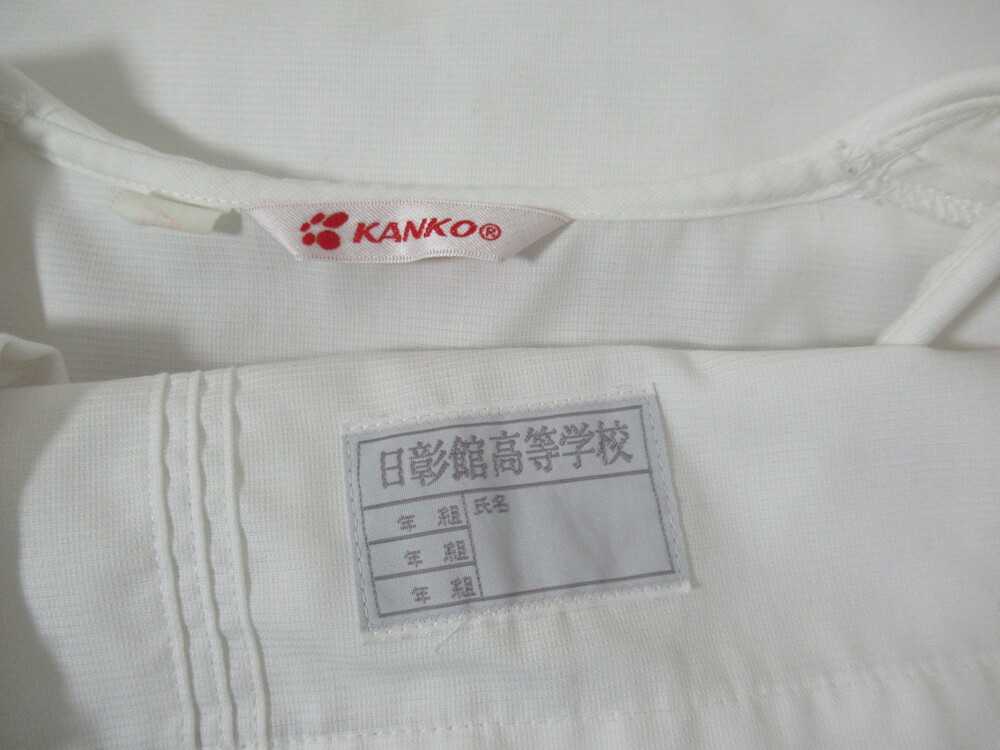 KANKO®
日彰館高等学校
年 組 氏名
年 組
年 組